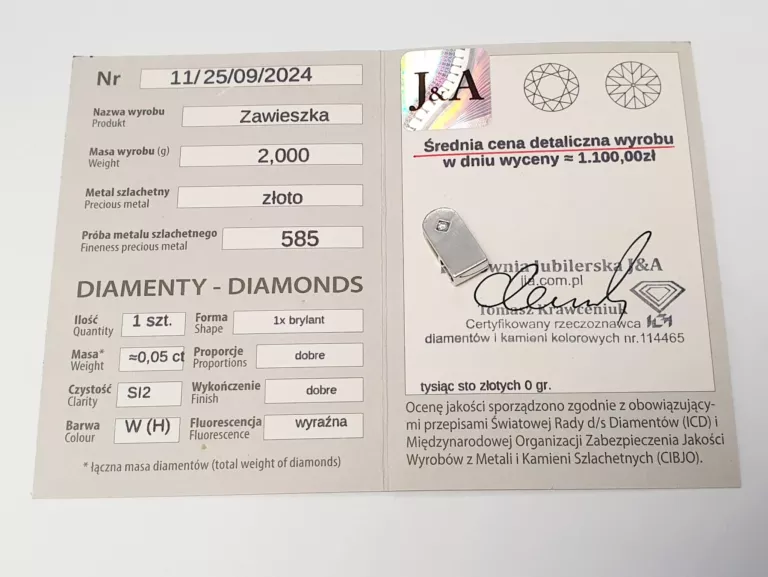 Nr 11/25/09/2024
Nazwa wyrobu Zawieszka
Produkt
Masa wyrobu (g) 2,000
Weight
Metal szlachetny złoto
Precious metal
Próba metalu szlachetnego 585
Fineness precious metal
DIAMENTY - DIAMONDS
Ilość 1 szt. Forma 1x brylant
Quantity Shape
Masa* ≈0,05 ct Proporcje dobre
Weight Proportions
Czystość SI2 Wykończenie dobre
Clarity Finish
Barwa W (H) Fluorescencja wyraźna
Colour Fluorescence
* łączna masa diamentów (total weight of diamonds)
J&A
Średnia cena detaliczna wyrobu
w dniu wyceny ≈ 1.100,00zł
Jubilerska J&A
jja.com.pl
Tomasz Krawceniuk
Certyfikowany rzeczoznawca
diamentów i kamieni kolorowych nr.114465
tysiąc sto złotych 0 gr.
Ocenę jakości sporządzono zgodnie z obowiązujący-
mi przepisami Światowej Rady d/s Diamentów (ICD) i
Międzynarodowej Organizacji Zabezpieczenia Jakości
Wyrobów z Metali i Kamieni Szlachetnych (CIBJO).